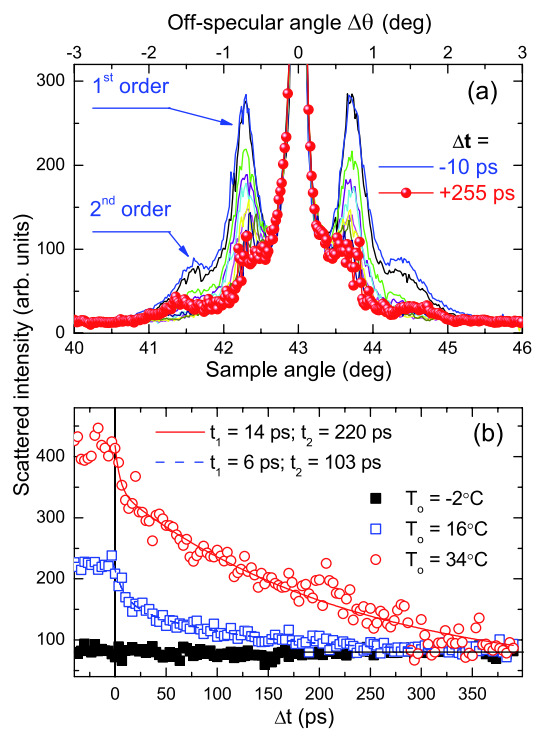 Off-specular angle Δθ (deg)
-3 -2 -1 0 1 2 3
300
200
100
0
1st order
2nd order
(a)
Δt =
-10 ps
+255 ps
40 41 42 43 44 45 46
Sample angle (deg)
Scattered intensity (arb. units)
400
300
200
100
(b)
t1 = 14 ps; t2 = 220 ps
t1 = 6 ps; t2 = 103 ps
To = -2°C
To = 16°C
To = 34°C
0 50 100 150 200 250 300 350
Δt (ps)